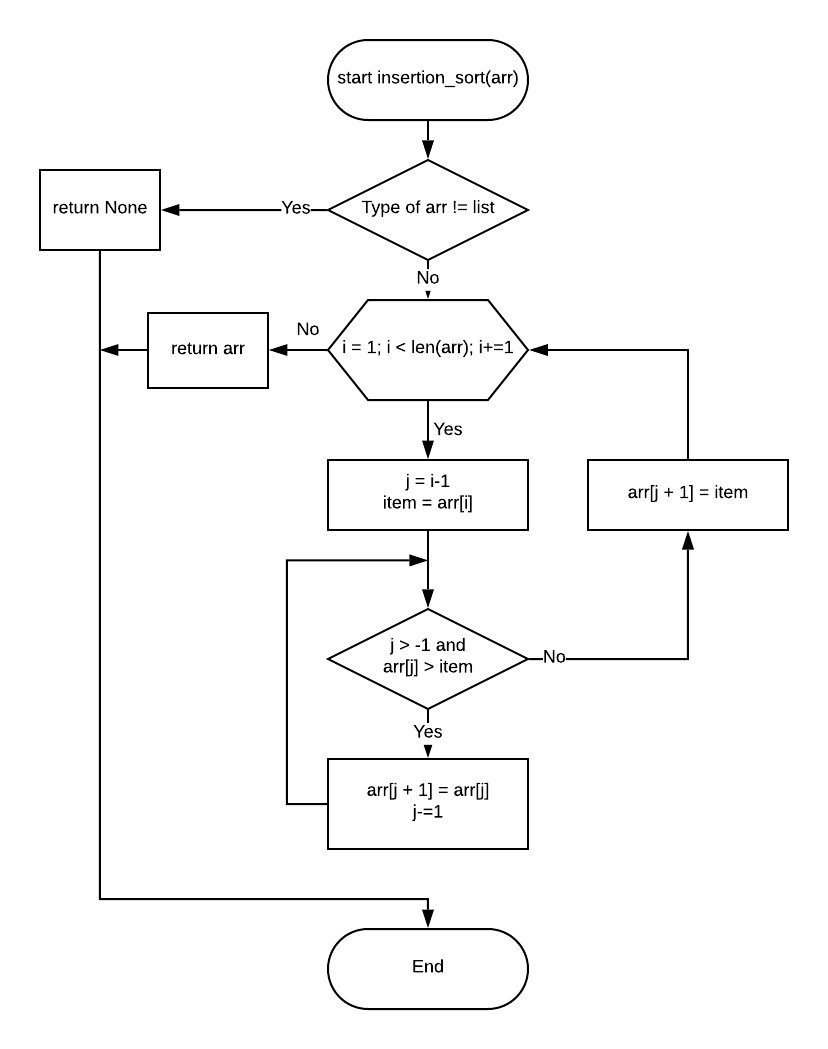 start insertion_sort(arr)
Type of arr != list
Yes
return None
No
i = 1; i < len(arr); i+=1
No
return arr
Yes
j = i-1
item = arr[i]
arr[j + 1] = item
j > -1 and
arr[j] > item
No
Yes
arr[j + 1] = arr[j]
j-=1
End